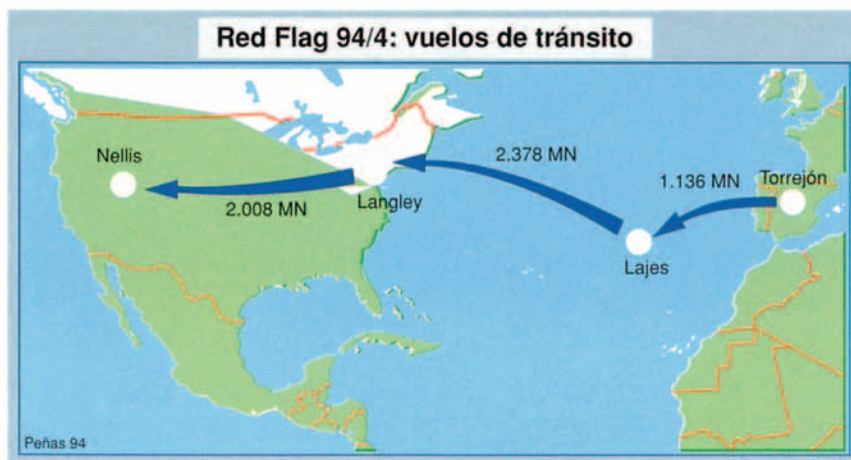 Red Flag 94/4: vuelos de tránsito
Nellis
2.378 MN
Torrejón
1.136 MN
2.008 MN
Langley
Lajes
Peñas 94